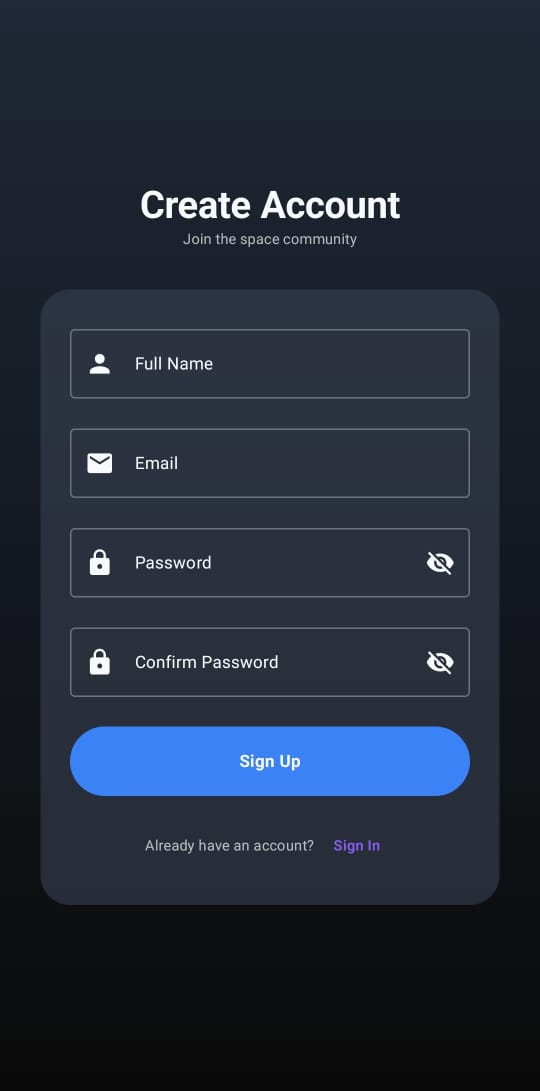 Create Account
Join the space community
Full Name
Email
Password
Confirm Password
Sign Up
Already have an account? Sign In